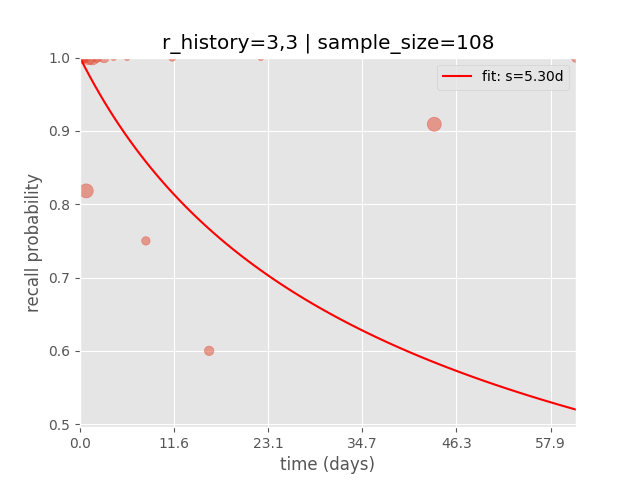 r_history=3,3 | sample_size=108
fit: s=5.30d
recall probability
1.0
0.9
0.8
0.7
0.6
0.5
0.0 11.6 23.1 34.7 46.3 57.9
time (days)